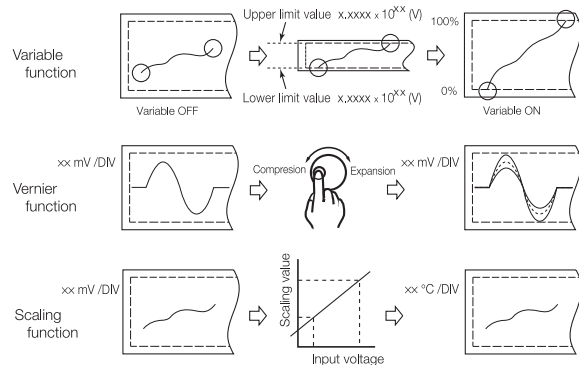 Variable function
Upper limit value x.xxxx x 10^xx (V)
Lower limit value x.xxxx x 10^xx (V)
100%
0%
Variable OFF
Variable ON
Vernier function
xx mV /DIV
Compresion
Expansion
xx mV /DIV
Scaling function
xx mV /DIV
Scaling value
Input voltage
xx °C /DIV